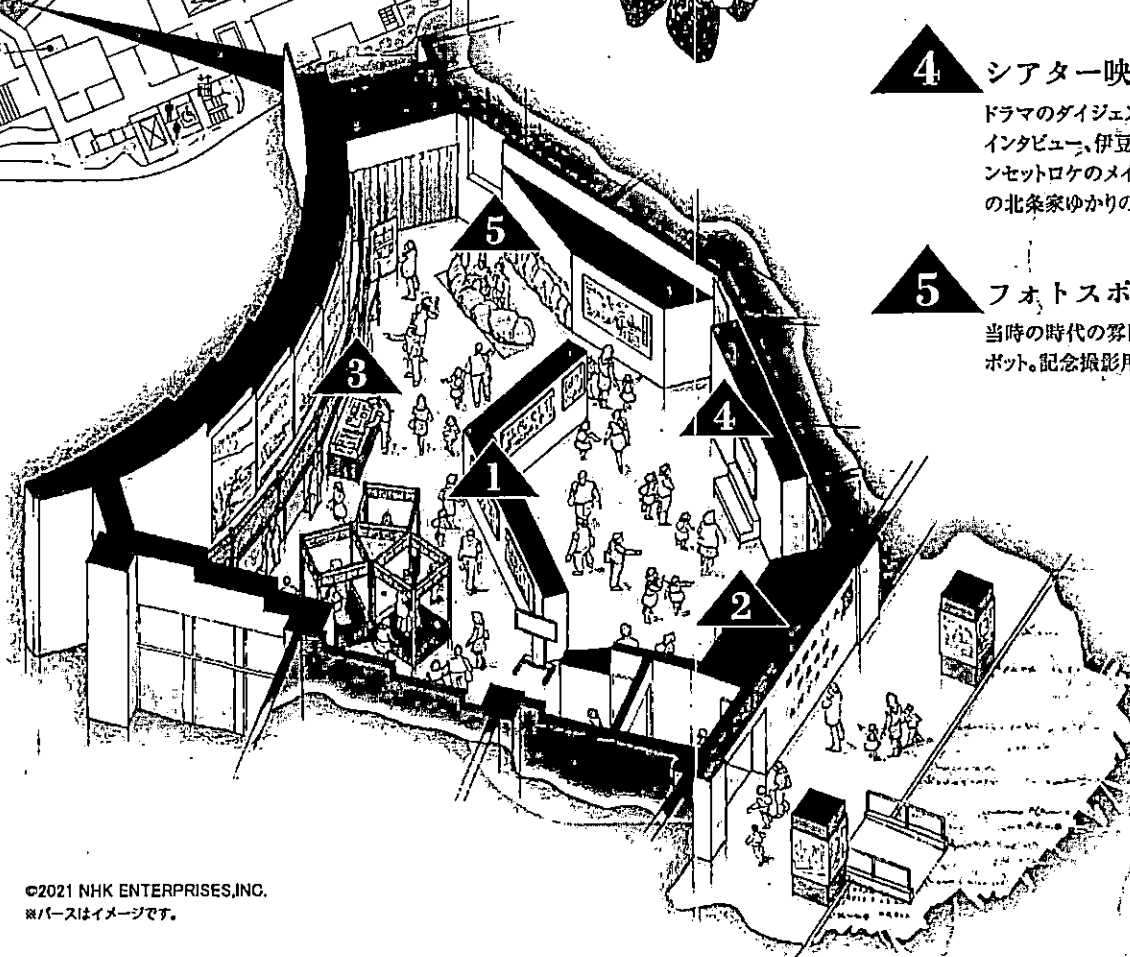 4
シアター映
ドラマのダイジェ
インタビュー、伊豆
ンセットロケのメイ
の北条家ゆかりの
5
フォトスポ
当時の時代の雰
ボット。記念撮影用
5
3
4
1
2
©2021 NHK ENTERPRISES,INC.
※パースはイメージです。